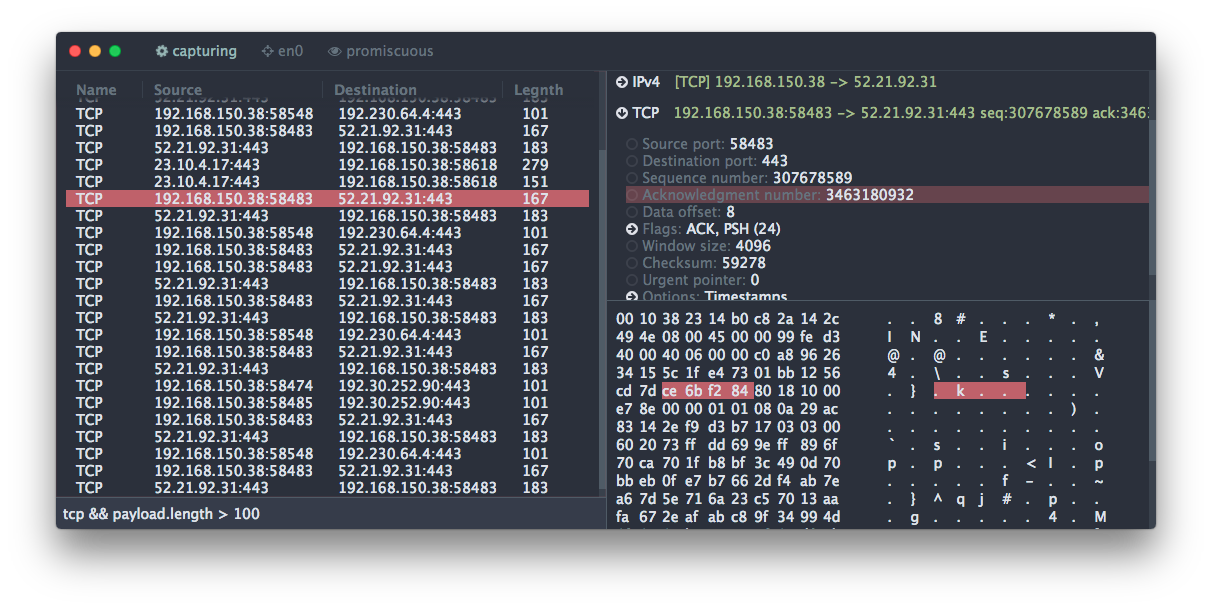 capturing en0 promiscuous
Name Source Destination Legnth
TCP 192.168.150.38:58548 192.230.64.4:443 101
TCP 192.168.150.38:58483 52.21.92.31:443 167
TCP 52.21.92.31:443 192.168.150.38:58483 183
TCP 23.10.4.17:443 192.168.150.38:58618 279
TCP 23.10.4.17:443 192.168.150.38:58618 151
TCP 192.168.150.38:58483 52.21.92.31:443 167
TCP 52.21.92.31:443 192.168.150.38:58483 183
TCP 192.168.150.38:58548 192.230.64.4:443 101
TCP 192.168.150.38:58483 52.21.92.31:443 167
TCP 192.168.150.38:58483 52.21.92.31:443 167
TCP 52.21.92.31:443 192.168.150.38:58483 183
TCP 192.168.150.38:58483 52.21.92.31:443 167
TCP 52.21.92.31:443 192.168.150.38:58483 183
TCP 192.168.150.38:58548 192.230.64.4:443 101
TCP 192.168.150.38:58483 52.21.92.31:443 167
TCP 52.21.92.31:443 192.168.150.38:58483 183
TCP 192.168.150.38:58474 192.30.252.90:443 101
TCP 192.168.150.38:58485 192.30.252.90:443 101
TCP 192.168.150.38:58483 52.21.92.31:443 167
TCP 52.21.92.31:443 192.168.150.38:58483 183
TCP 192.168.150.38:58548 192.230.64.4:443 101
TCP 192.168.150.38:58483 52.21.92.31:443 167
TCP 52.21.92.31:443 192.168.150.38:58483 183
tcp && payload.length > 100
IPv4 [TCP] 192.168.150.38 -> 52.21.92.31
TCP 192.168.150.38:58483 -> 52.21.92.31:443 seq:307678589 ack:346
Source port: 58483
Destination port: 443
Sequence number: 307678589
Acknowledgment number: 3463180932
Data offset: 8
Flags: ACK, PSH (24)
Window size: 4096
Checksum: 59278
Urgent pointer: 0
Options: Timestamps
00 10 38 23 14 b0 c8 2a 14 2c . . 8 # . . . * . ,
49 4e 08 00 45 00 00 99 fe d3 I N . . E . . . . .
40 00 40 06 00 00 c0 a8 96 26 @ . @ . . . . . . &
34 15 5c 1f e4 73 01 bb 12 56 4 . \ . . s . . . V
cd 7d ce 6b f2 84 80 18 10 00 . } . k . . . . . .
e7 8e 00 00 01 01 08 0a 29 ac . . . . . . . . ) .
83 14 2e f9 d3 b7 17 03 03 00 . . . . . . . . . .
60 20 73 ff dd 69 9e ff 89 6f ` . s . . i . . . o
70 ca 70 1f b8 bf 3c 49 0d 70 p . p . . . < I . p
bb eb 0f e7 b7 66 2d f4 ab 7e . . . . . f - . . ~
a6 7d 5e 71 6a 23 c5 70 13 aa . } ^ q j # . p . .
fa 67 2e af ab c8 9f 34 99 4d . g . . . . . 4 . M